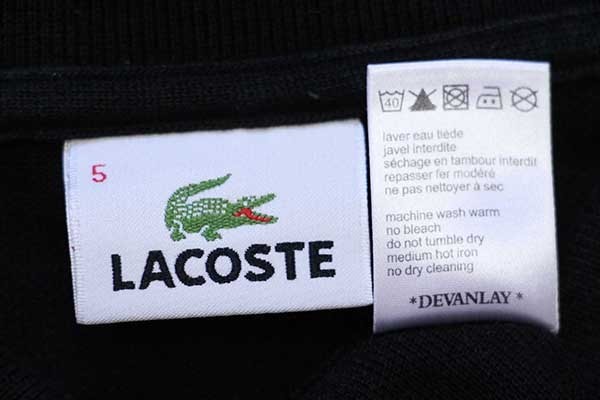 5
LACOSTE
40
laver eau tiède
javel interdite
séchage en tambour interdit
repasser fer modéré
ne pas nettoyer à sec
machine wash warm
no bleach
do not tumble dry
medium hot iron
no dry cleaning
*DEVANLAY*